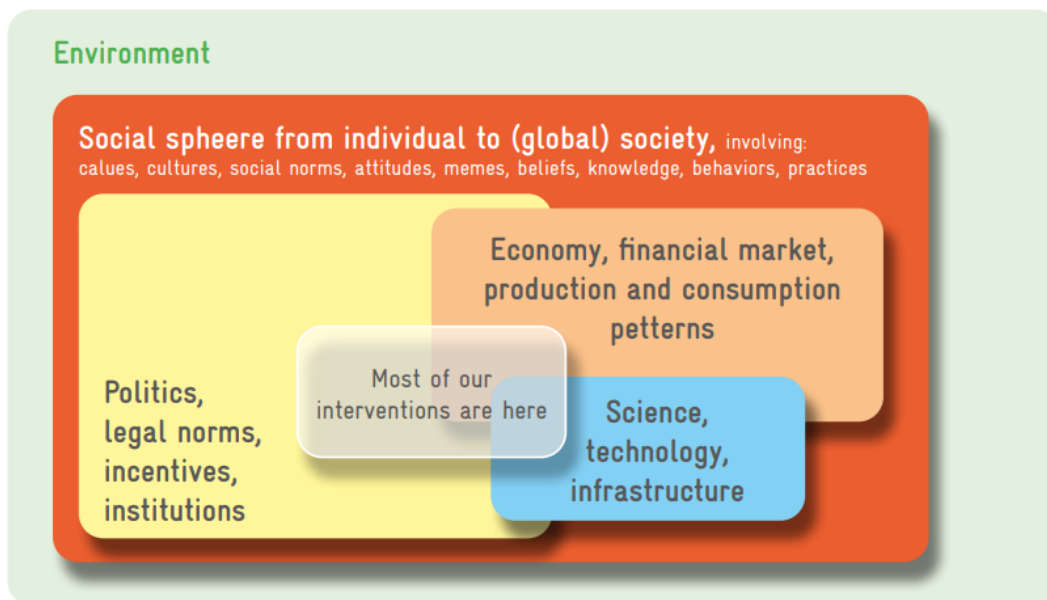 Environment
Social spheere from individual to (global) society, involving:
calues, cultures, social norms, attitudes, memes, beliefs, knowledge, behaviors, practices
Economy, financial market,
production and consumption
petterns
Most of our
interventions are here
Politics,
legal norms,
incentives,
institutions
Science,
technology,
infrastructure